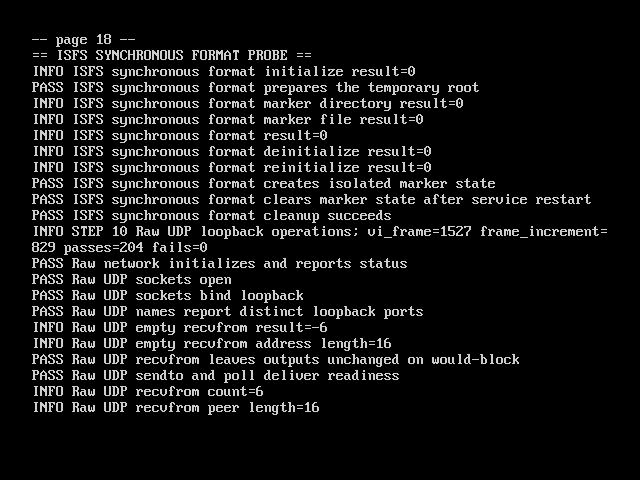 -- page 18 --
== ISFS SYNCHRONOUS FORMAT PROBE ==
INFO ISFS synchronous format initialize result=0
PASS ISFS synchronous format prepares the temporary root
INFO ISFS synchronous format marker directory result=0
INFO ISFS synchronous format marker file result=0
INFO ISFS synchronous format result=0
INFO ISFS synchronous format deinitialize result=0
INFO ISFS synchronous format reinitialize result=0
PASS ISFS synchronous format creates isolated marker state
PASS ISFS synchronous format clears marker state after service restart
PASS ISFS synchronous format cleanup succeeds
INFO STEP 10 Raw UDP loopback operations; vi_frame=1527 frame_increment=
829 passes=204 fails=0
PASS Raw network initializes and reports status
PASS Raw UDP sockets open
PASS Raw UDP sockets bind loopback
PASS Raw UDP names report distinct loopback ports
INFO Raw UDP empty recvfrom result=-6
INFO Raw UDP empty recvfrom address length=16
PASS Raw UDP recvfrom leaves outputs unchanged on would-block
PASS Raw UDP sendto and poll deliver readiness
INFO Raw UDP recvfrom count=6
INFO Raw UDP recvfrom peer length=16